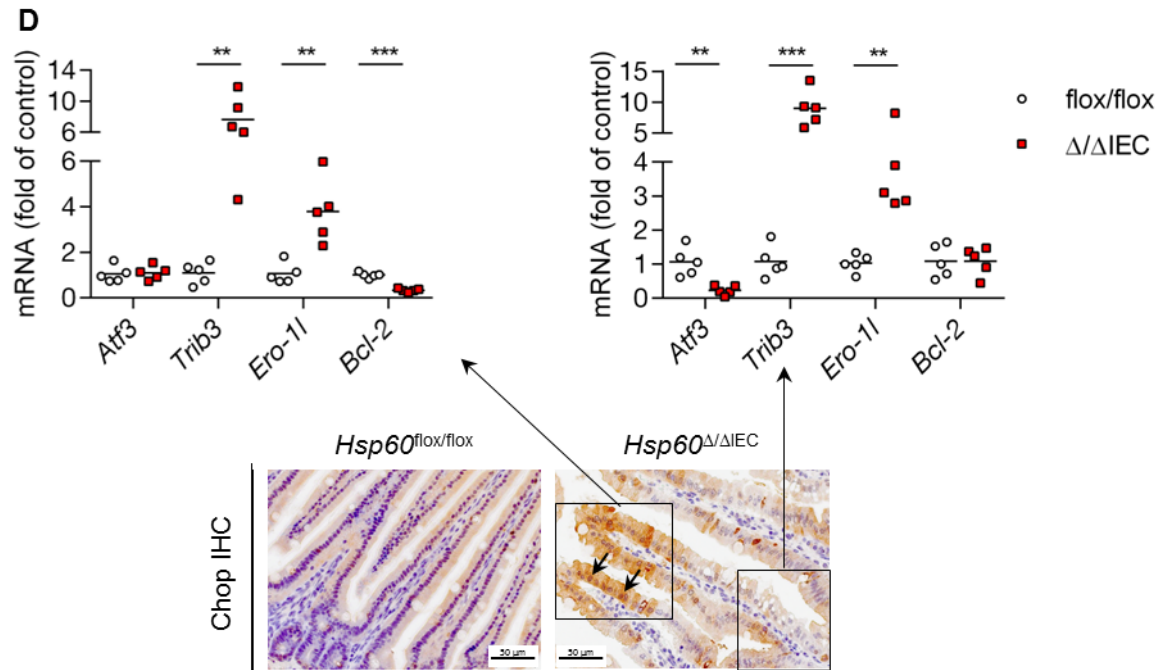 D
** ** ***
mRNA (fold of control)
14
10
6
6
4
2
0
Atf3 Trib3 Ero-1l Bcl-2
** *** **
mRNA (fold of control)
15
10
5
4
3
2
1
0
Atf3 Trib3 Ero-1l Bcl-2
flox/flox
Δ/ΔIEC
Hsp60flox/flox Hsp60Δ/ΔIEC
Chop IHC
50 µm 50 µm